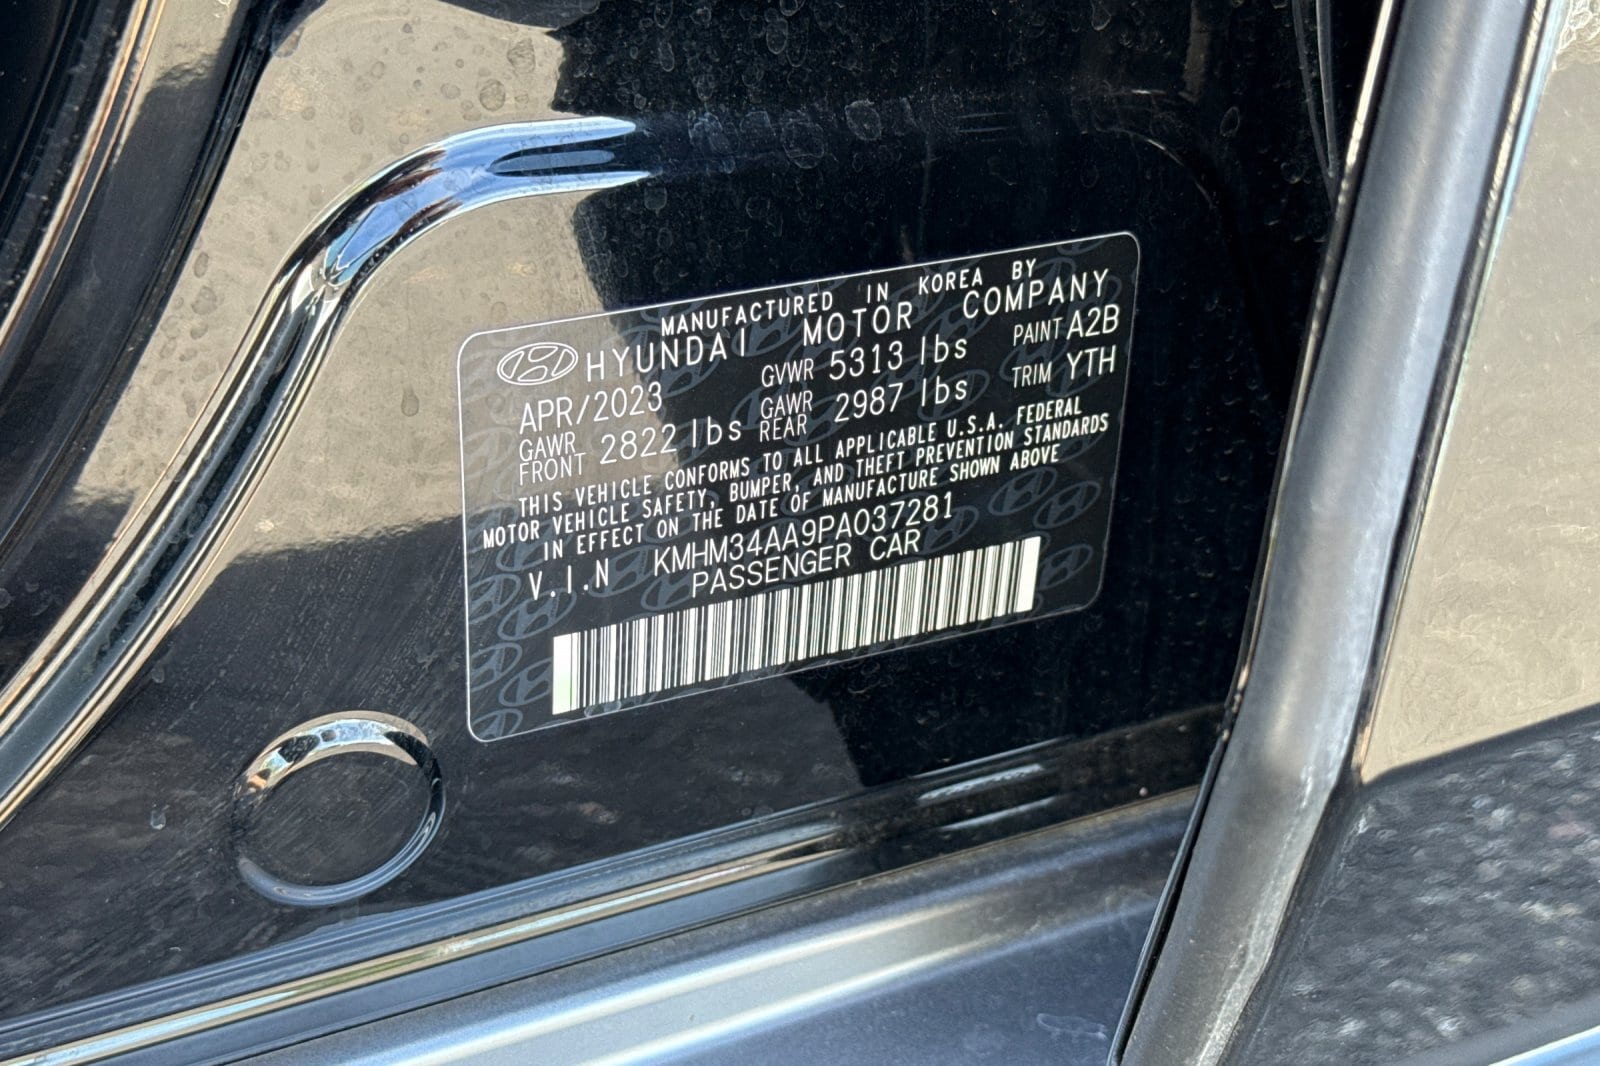 MANUFACTURED IN KOREA BY
HYUNDAI MOTOR COMPANY
APR/2023 GVWR 5313 lbs PAINT A2B
GAWR FRONT 2822 lbs GAWR REAR 2987 lbs TRIM YTH
THIS VEHICLE CONFORMS TO ALL APPLICABLE U.S.A. FEDERAL
MOTOR VEHICLE SAFETY, BUMPER, AND THEFT PREVENTION STANDARDS
IN EFFECT ON THE DATE OF MANUFACTURE SHOWN ABOVE
V.I.N KMHM34AA9PA037281
PASSENGER CAR